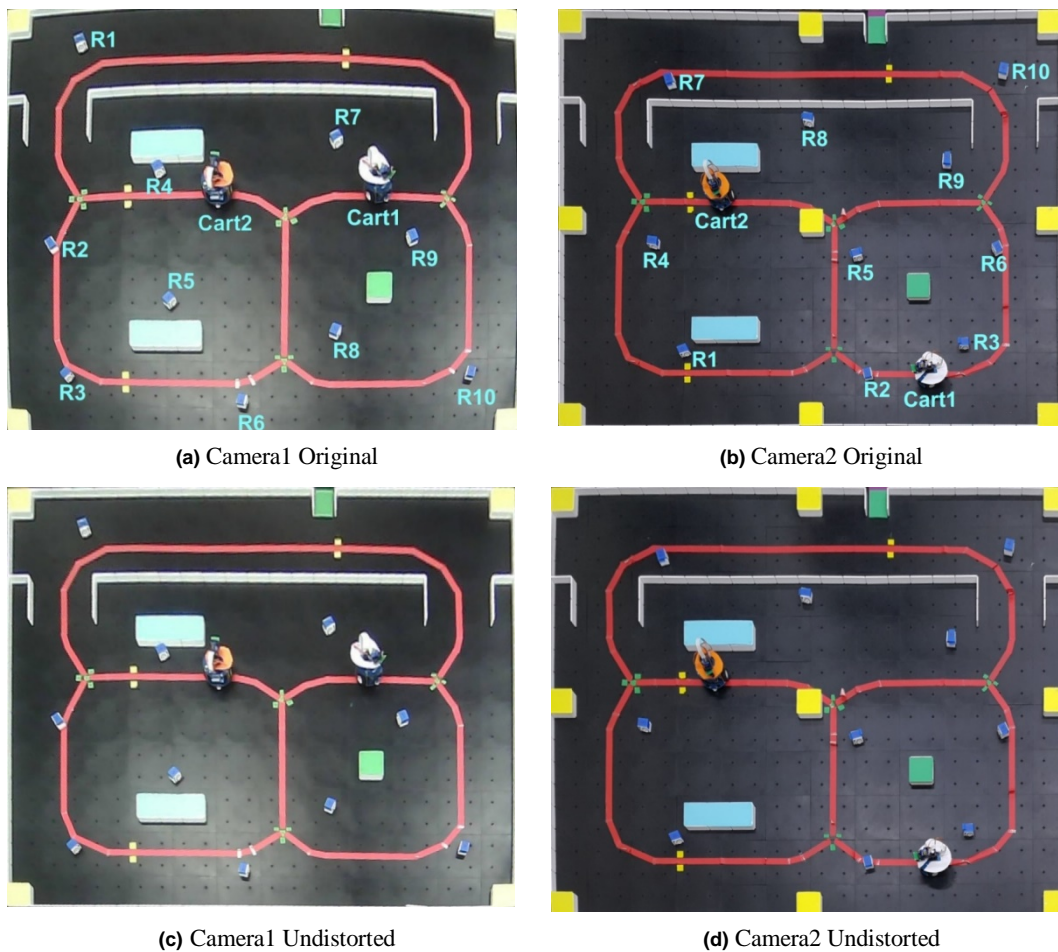 R1
R7
R4
Cart2
Cart1
R2
R9
R5
R8
R3
R10
R6
(a) Camera1 Original
R7
R10
R8
R9
Cart2
R4
R5
R6
R1
R3
R2
Cart1
(b) Camera2 Original
(c) Camera1 Undistorted
(d) Camera2 Undistorted